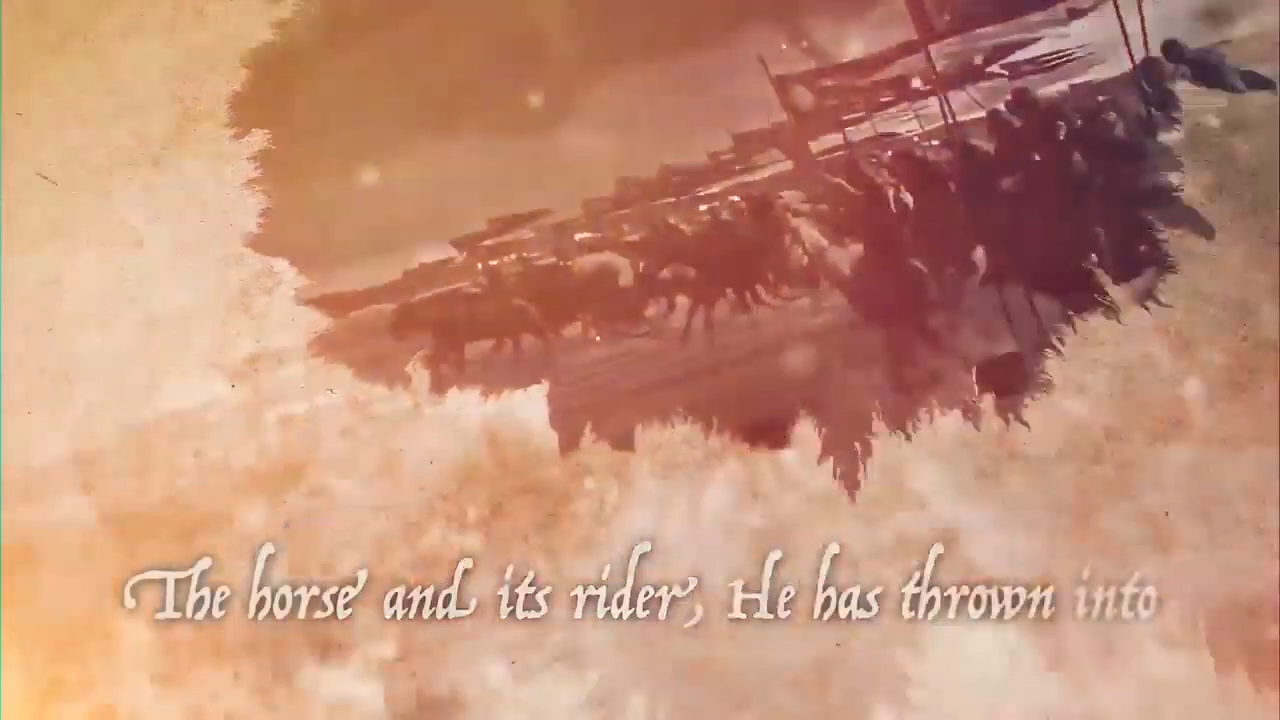 The horse and its rider, He has thrown into